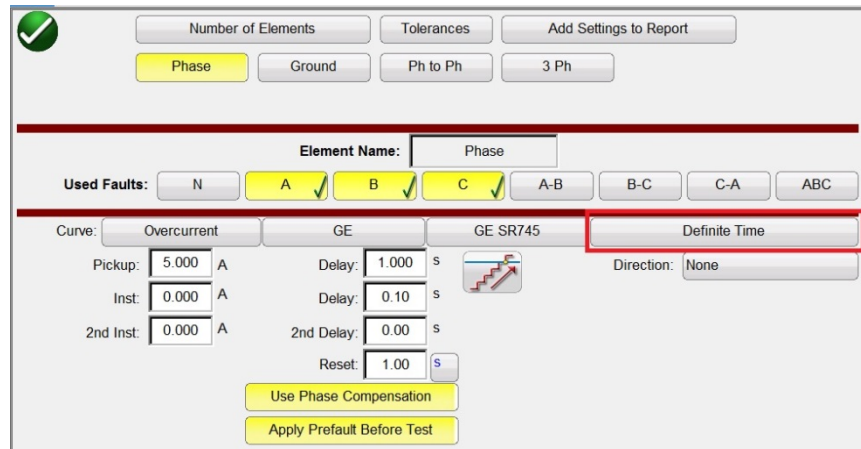 Number of Elements Tolerances Add Settings to Report
Phase Ground Ph to Ph 3 Ph
Element Name: Phase
Used Faults: N A B C A-B B-C C-A ABC
Curve: Overcurrent GE GE SR745 Definite Time
Pickup: 5.000 A Delay: 1.000 s Direction: None
Inst: 0.000 A Delay: 0.10 s
2nd Inst: 0.000 A 2nd Delay: 0.00 s
Reset: 1.00 s
Use Phase Compensation
Apply Prefault Before Test